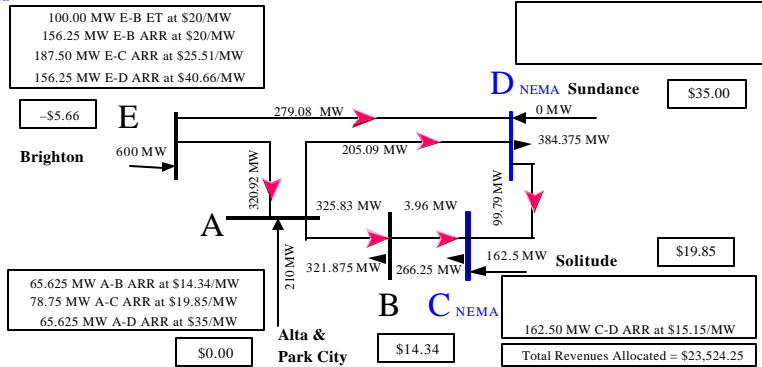 100.00 MW E-B ET at $20/MW
156.25 MW E-B ARR at $20/MW
187.50 MW E-C ARR at $25.51/MW
156.25 MW E-D ARR at $40.66/MW
D NEMA Sundance
$35.00
–$5.66
E
279.08 MW
0 MW
Brighton
600 MW
205.09 MW
384.375 MW
320.92 MW
99.79 MW
A
325.83 MW
3.96 MW
210 MW
321.875 MW
266.25 MW
162.5 MW
Solitude
$19.85
B
C NEMA
65.625 MW A-B ARR at $14.34/MW
78.75 MW A-C ARR at $19.85/MW
65.625 MW A-D ARR at $35/MW
162.50 MW C-D ARR at $15.15/MW
$0.00
Alta &
Park City
$14.34
Total Revenues Allocated = $23,524.25